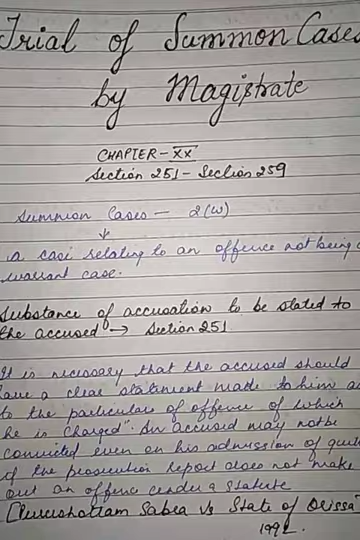 Trial of Summon Cases
by Magistrate
CHAPTER-XX
Section 251 - Section 259
Summon Cases - 2(w)
↓
a case relating to an offence not being a
warrant case.
Substance of accusation to be stated to
the accused → Section 251
It is necessary that the accused should
have a clear statement made to him as
to the particulars of offence of which
he is charged". An accused may not be
convicted even on his admission of guilt
if the prosecution report does not make
out an offence under a statute
Sabra vs State of Orissa"
1992.